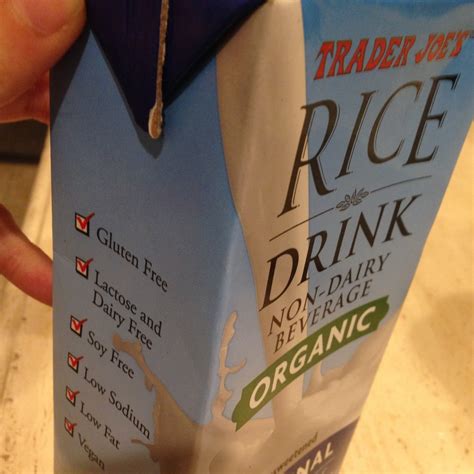 TRADER JOE'S
RICE
DRINK
NON-DAIRY
BEVERAGE
ORGANIC
Gluten Free
Lactose and
Dairy Free
Soy Free
Low Sodium
Low Fat
Vegan